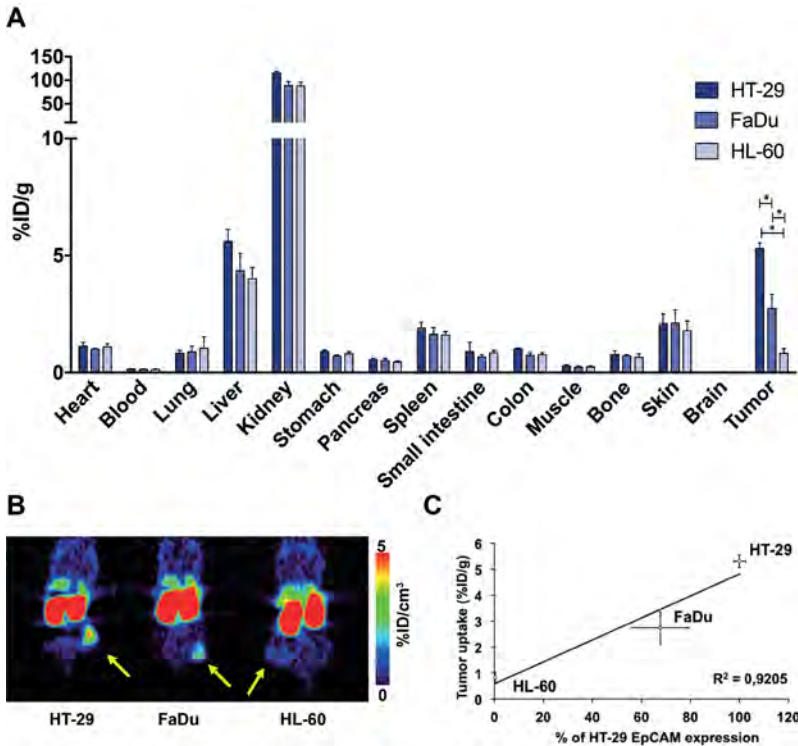 A
150
100
50
10
5
0
%ID/g
HT-29
FaDu
HL-60
*
*
*
Heart
Blood
Lung
Liver
Kidney
Stomach
Pancreas
Spleen
Small intestine
Colon
Muscle
Bone
Skin
Brain
Tumor
B
5
%ID/cm³
0
HT-29 FaDu HL-60
C
Tumor uptake (%ID/g)
6
5
4
3
2
1
0
HT-29
FaDu
HL-60
R² = 0,9205
0 20 40 60 80 100 120
% of HT-29 EpCAM expression